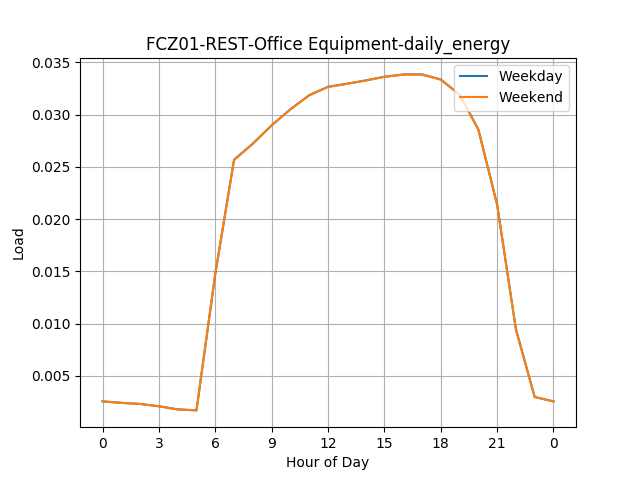 FCZ01-REST-Office Equipment-daily_energy
Weekday
Weekend
Load
0.035
0.030
0.025
0.020
0.015
0.010
0.005
0 3 6 9 12 15 18 21 0
Hour of Day